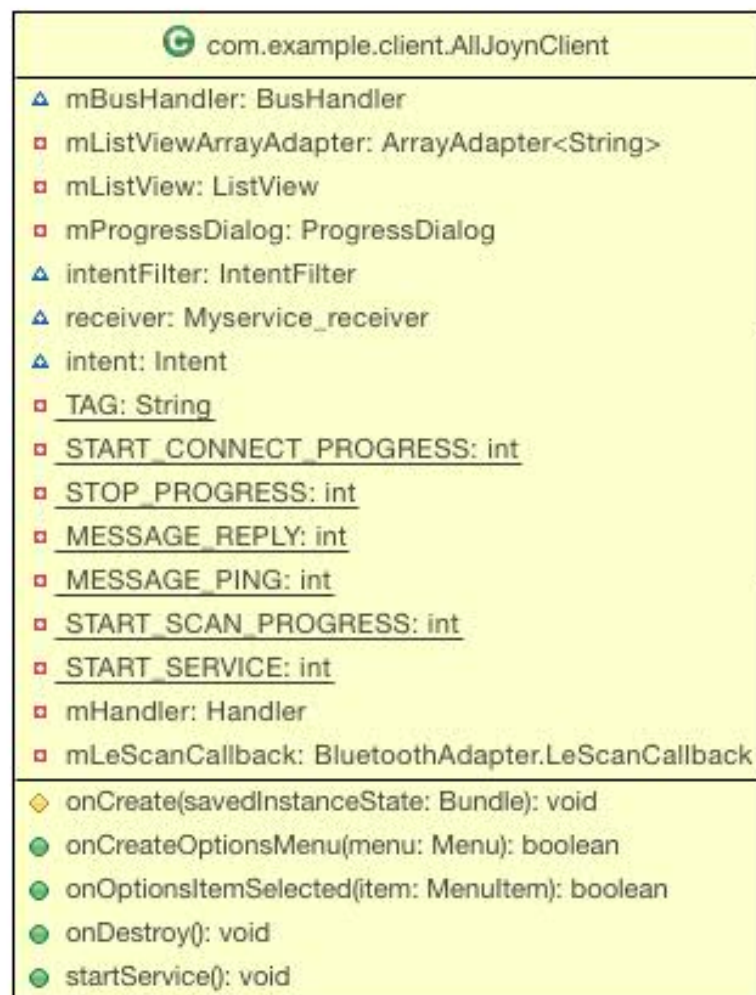 C com.example.client.AllJoynClient
mBusHandler: BusHandler
mListViewArrayAdapter: ArrayAdapter<String>
mListView: ListView
mProgressDialog: ProgressDialog
intentFilter: IntentFilter
receiver: Myservice_receiver
intent: Intent
TAG: String
START_CONNECT_PROGRESS: int
STOP_PROGRESS: int
MESSAGE_REPLY: int
MESSAGE_PING: int
START_SCAN_PROGRESS: int
START_SERVICE: int
mHandler: Handler
mLeScanCallback: BluetoothAdapter.LeScanCallback
onCreate(savedInstanceState: Bundle): void
onCreateOptionsMenu(menu: Menu): boolean
onOptionsItemSelected(item: MenuItem): boolean
onDestroy(): void
startService(): void